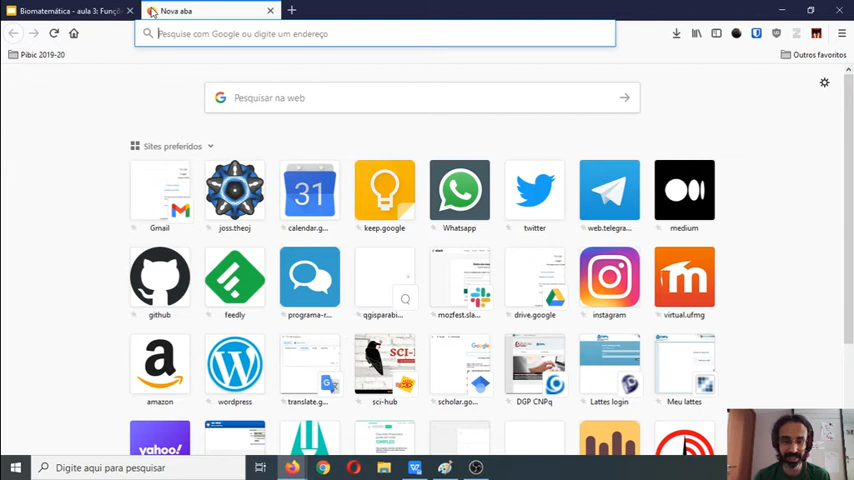 Biomatemática - aula 3: Funçõ
Nova aba
Pesquise com Google ou digite um endereço
Pibic 2019-20
Outros favoritos
Pesquisar na web
Sites preferidos
31
Gmail
joss.theoj
calendar.g...
keep.google
Whatsapp
twitter
web.telegra...
medium
github
feedly
programa-r...
qgisparabi...
mozfest.sla...
drive.google
instagram
virtual.ufmg
SCI-
amazon
wordpress
translate.g...
sci-hub
scholar.go...
DGP CNPq
Lattes login
Meu lattes
yahoo!
Digite aqui para pesquisar